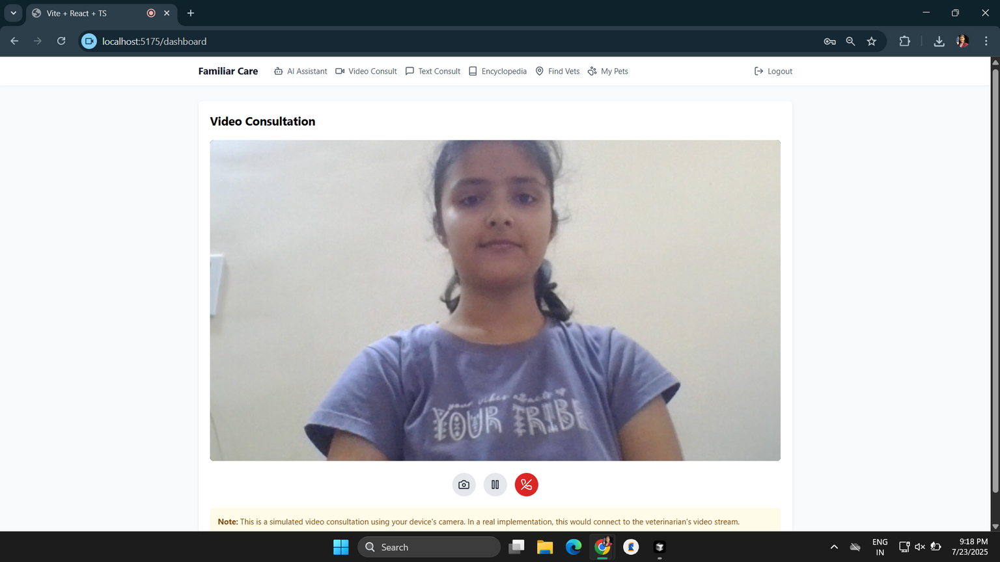 Vite + React + TS
localhost:5175/dashboard
Familiar Care AI Assistant Video Consult Text Consult Encyclopedia Find Vets My Pets Logout
Video Consultation
your vibes attracts
YOUR TRIBE
Note: This is a simulated video consultation using your device's camera. In a real implementation, this would connect to the veterinarian's video stream.
Search
ENG
IN
9:18 PM
7/23/2025